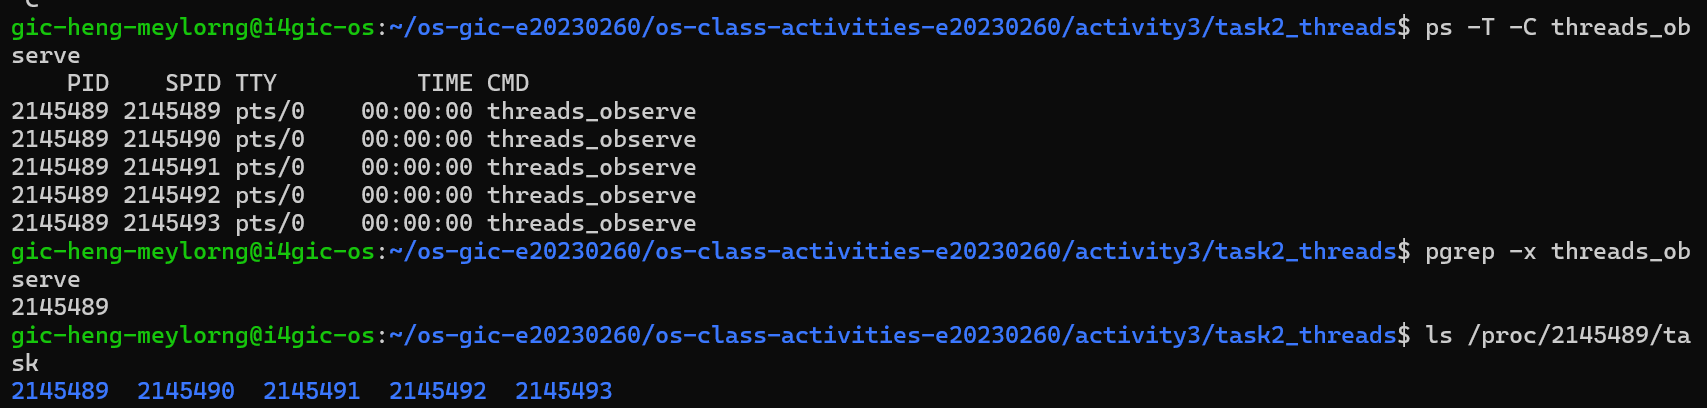 C
gic-heng-meylorng@i4gic-os:~/os-gic-e20230260/os-class-activities-e20230260/activity3/task2_threads$ ps -T -C threads_ob
serve
    PID    SPID TTY          TIME CMD
2145489 2145489 pts/0    00:00:00 threads_observe
2145489 2145490 pts/0    00:00:00 threads_observe
2145489 2145491 pts/0    00:00:00 threads_observe
2145489 2145492 pts/0    00:00:00 threads_observe
2145489 2145493 pts/0    00:00:00 threads_observe
gic-heng-meylorng@i4gic-os:~/os-gic-e20230260/os-class-activities-e20230260/activity3/task2_threads$ pgrep -x threads_ob
serve
2145489
gic-heng-meylorng@i4gic-os:~/os-gic-e20230260/os-class-activities-e20230260/activity3/task2_threads$ ls /proc/2145489/ta
sk
2145489  2145490  2145491  2145492  2145493